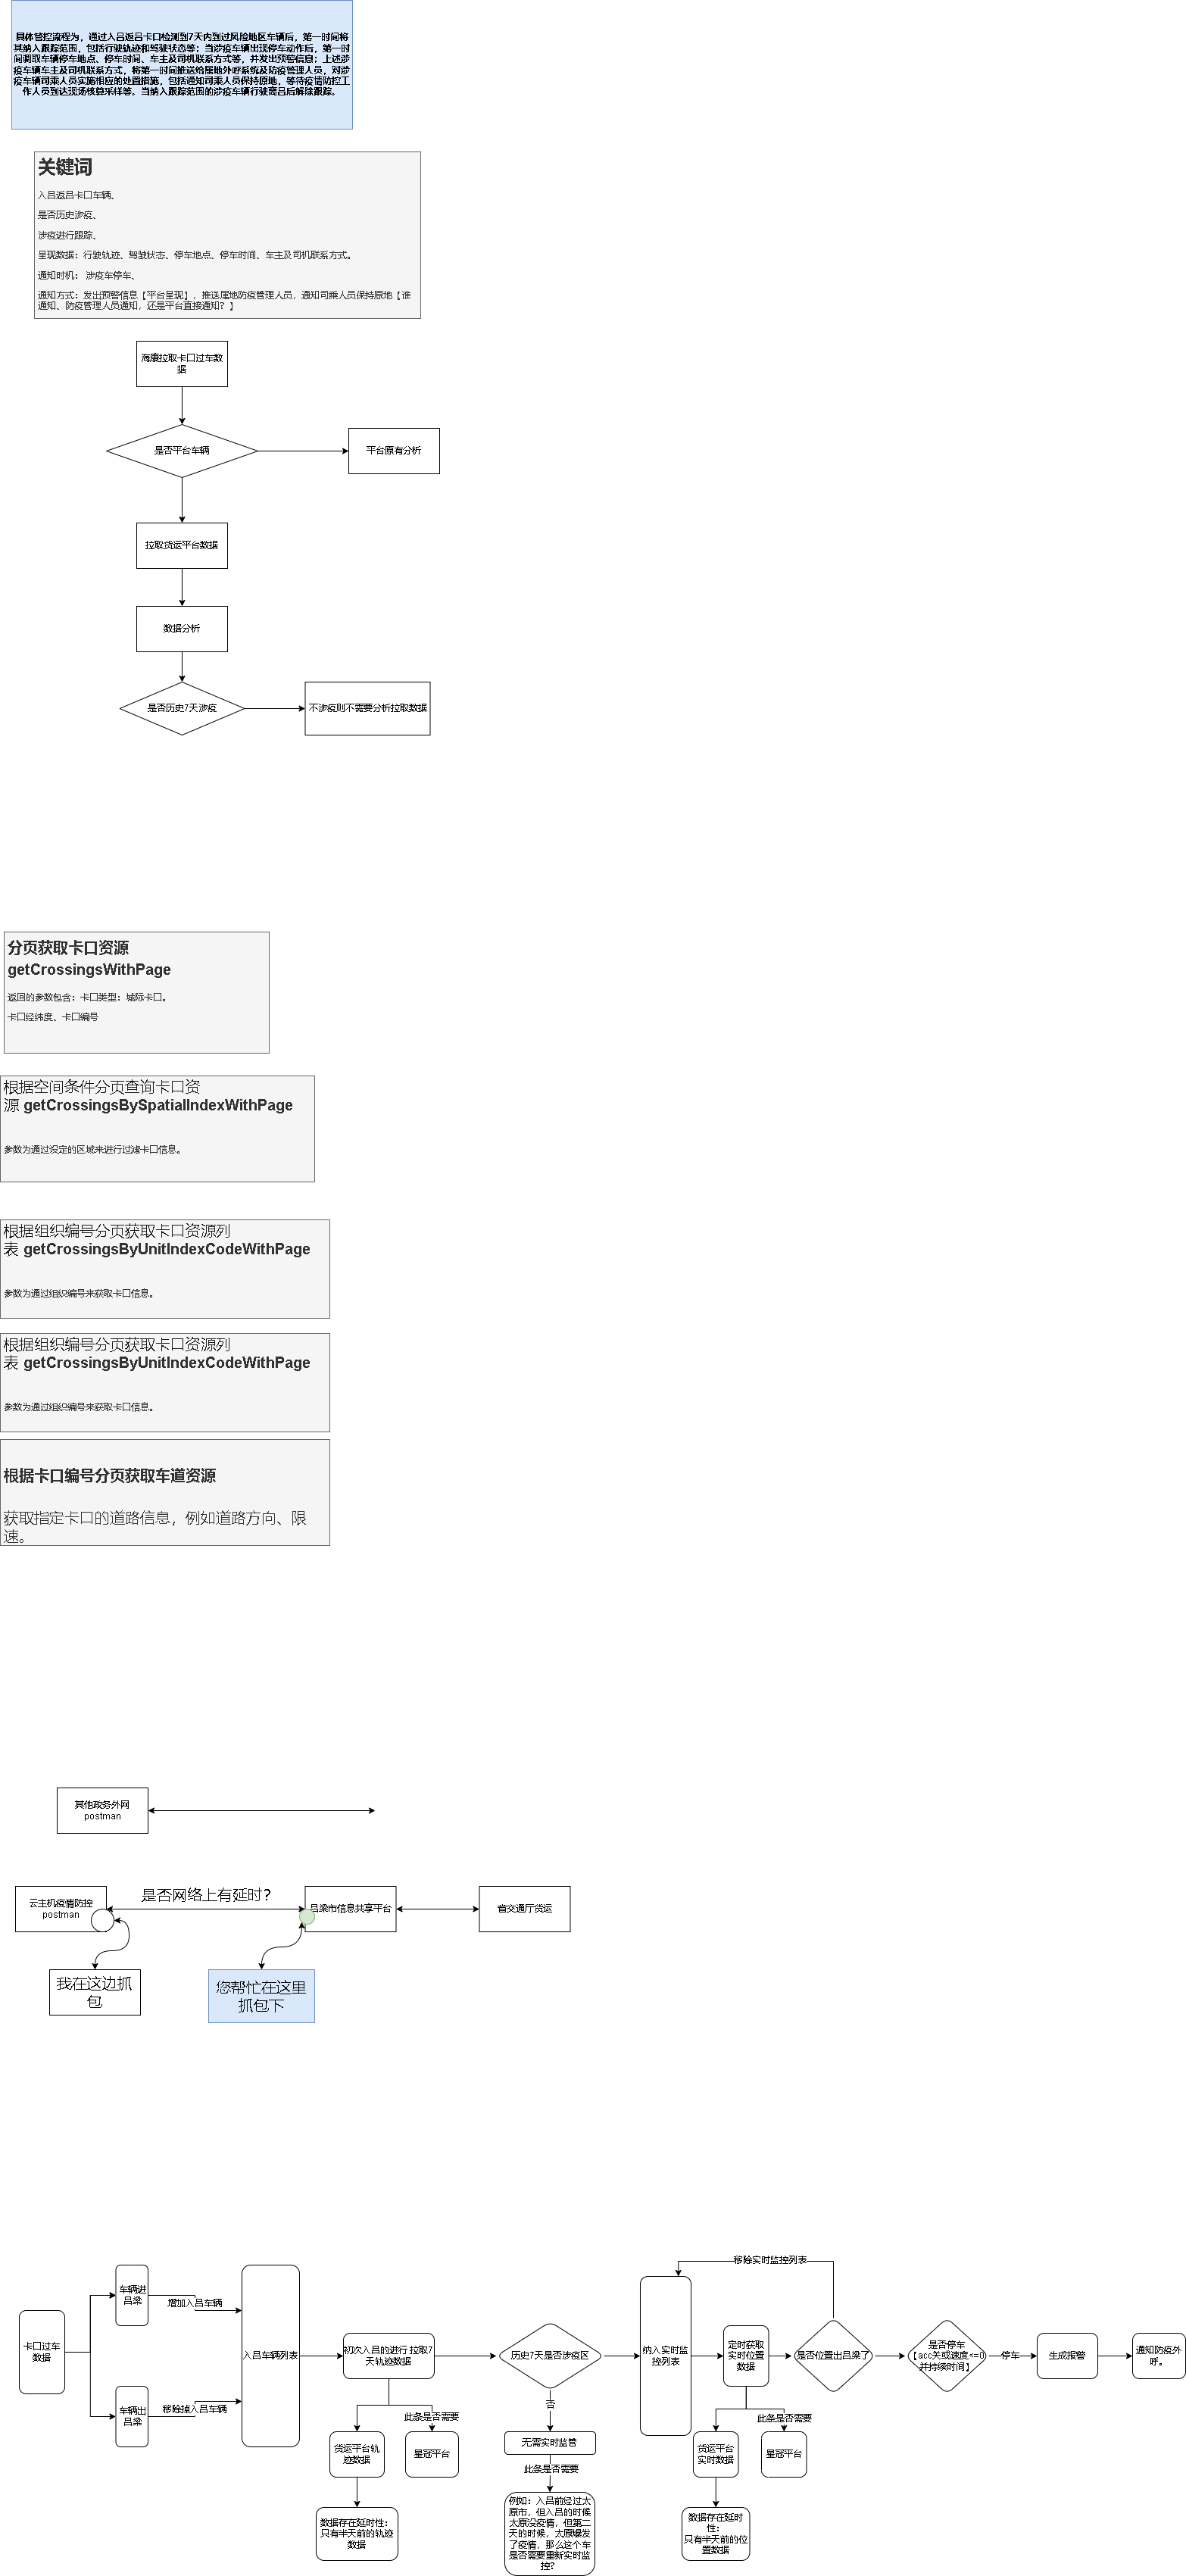 具体管控流程为，通过入吕返吕卡口检测到7天内到过风险地区车辆后，第一时间将
其纳入跟踪范围，包括行驶轨迹和驾驶状态等；当涉疫车辆出现停车动作后，第一时
间调取车辆停车地点、停车时间、车主及司机联系方式等，并发出预警信息；上述涉
疫车辆车主及司机联系方式，将第一时间推送给属地外呼系统及防疫管理人员，对涉
疫车辆司乘人员实施相应的处置措施，包括通知司乘人员保持原地，等待疫情防控工
作人员到达现场核算采样等。当纳入跟踪范围的涉疫车辆行驶离吕后解除跟踪。
关键词
入吕返吕卡口车辆、
是否历史涉疫、
涉疫进行跟踪、
呈现数据：行驶轨迹、驾驶状态、停车地点、停车时间、车主及司机联系方式。
通知时机： 涉疫车停车、
通知方式：发出预警信息【平台呈现】，推送属地防疫管理人员，通知司乘人员保持原地【谁
通知、防疫管理人员通知，还是平台直接通知？】
海康拉取卡口过车数
据
是否平台车辆
平台原有分析
拉取货运平台数据
数据分析
是否历史7天涉疫
不涉疫则不需要分析拉取数据
分页获取卡口资源
getCrossingsWithPage
返回的参数包含：卡口类型：城际卡口。
卡口经纬度、卡口编号
根据空间条件分页查询卡口资
源 getCrossingsBySpatialIndexWithPage
参数为通过设定的区域来进行过滤卡口信息。
根据组织编号分页获取卡口资源列
表 getCrossingsByUnitIndexCodeWithPage
参数为通过组织编号来获取卡口信息。
根据组织编号分页获取卡口资源列
表 getCrossingsByUnitIndexCodeWithPage
参数为通过组织编号来获取卡口信息。
根据卡口编号分页获取车道资源
获取指定卡口的道路信息，例如道路方向、限
速。
其他政务外网
postman
云主机疫情防控
postman
是否网络上有延时？
吕梁市信息共享平台
省交通厅货运
我在这边抓
包
您帮忙在这里
抓包下
卡口过车
数据
车辆进
吕梁
增加入吕车辆
车辆出
吕梁
移除掉入吕车辆
入吕车辆列表
初次入吕的进行 拉取7
天轨迹数据
此条是否需要
货运平台轨
迹数据
星冠平台
数据存在延时性：
只有半天前的轨迹
数据
历史7天是否涉疫区
否
无需实时监管
此条是否需要
例如：入吕前经过太
原市，但入吕的时候
太原没疫情，但第二
天的时候，太原爆发
了疫情，那么这个车
是否需要重新实时监
控？
移除实时监控列表
纳入实时监
控列表
定时获取
实时位置
数据
此条是否需要
货运平台
实时数据
星冠平台
数据存在延时
性：
只有半天前的位
置数据
是否位置出吕梁了
是否停车
【acc关或速度<=0
并持续时间】
停车
生成报警
通知防疫外
呼。